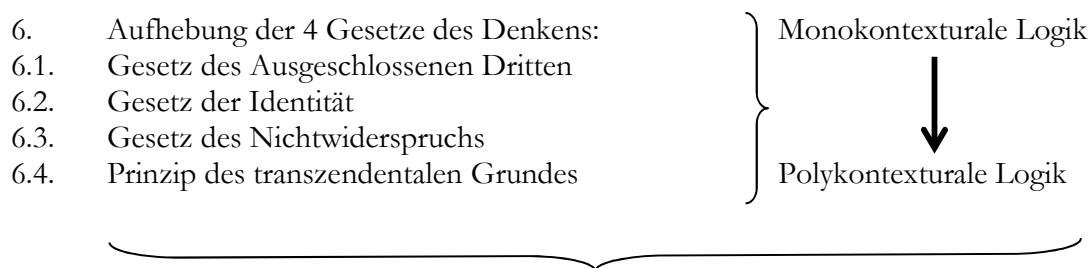 6. Aufhebung der 4 Gesetze des Denkens: Monokontexturale Logik
6.1. Gesetz des Ausgeschlossenen Dritten
6.2. Gesetz der Identität
6.3. Gesetz des Nichtwiderspruchs
6.4. Prinzip des transzendentalen Grundes Polykontexturale Logik